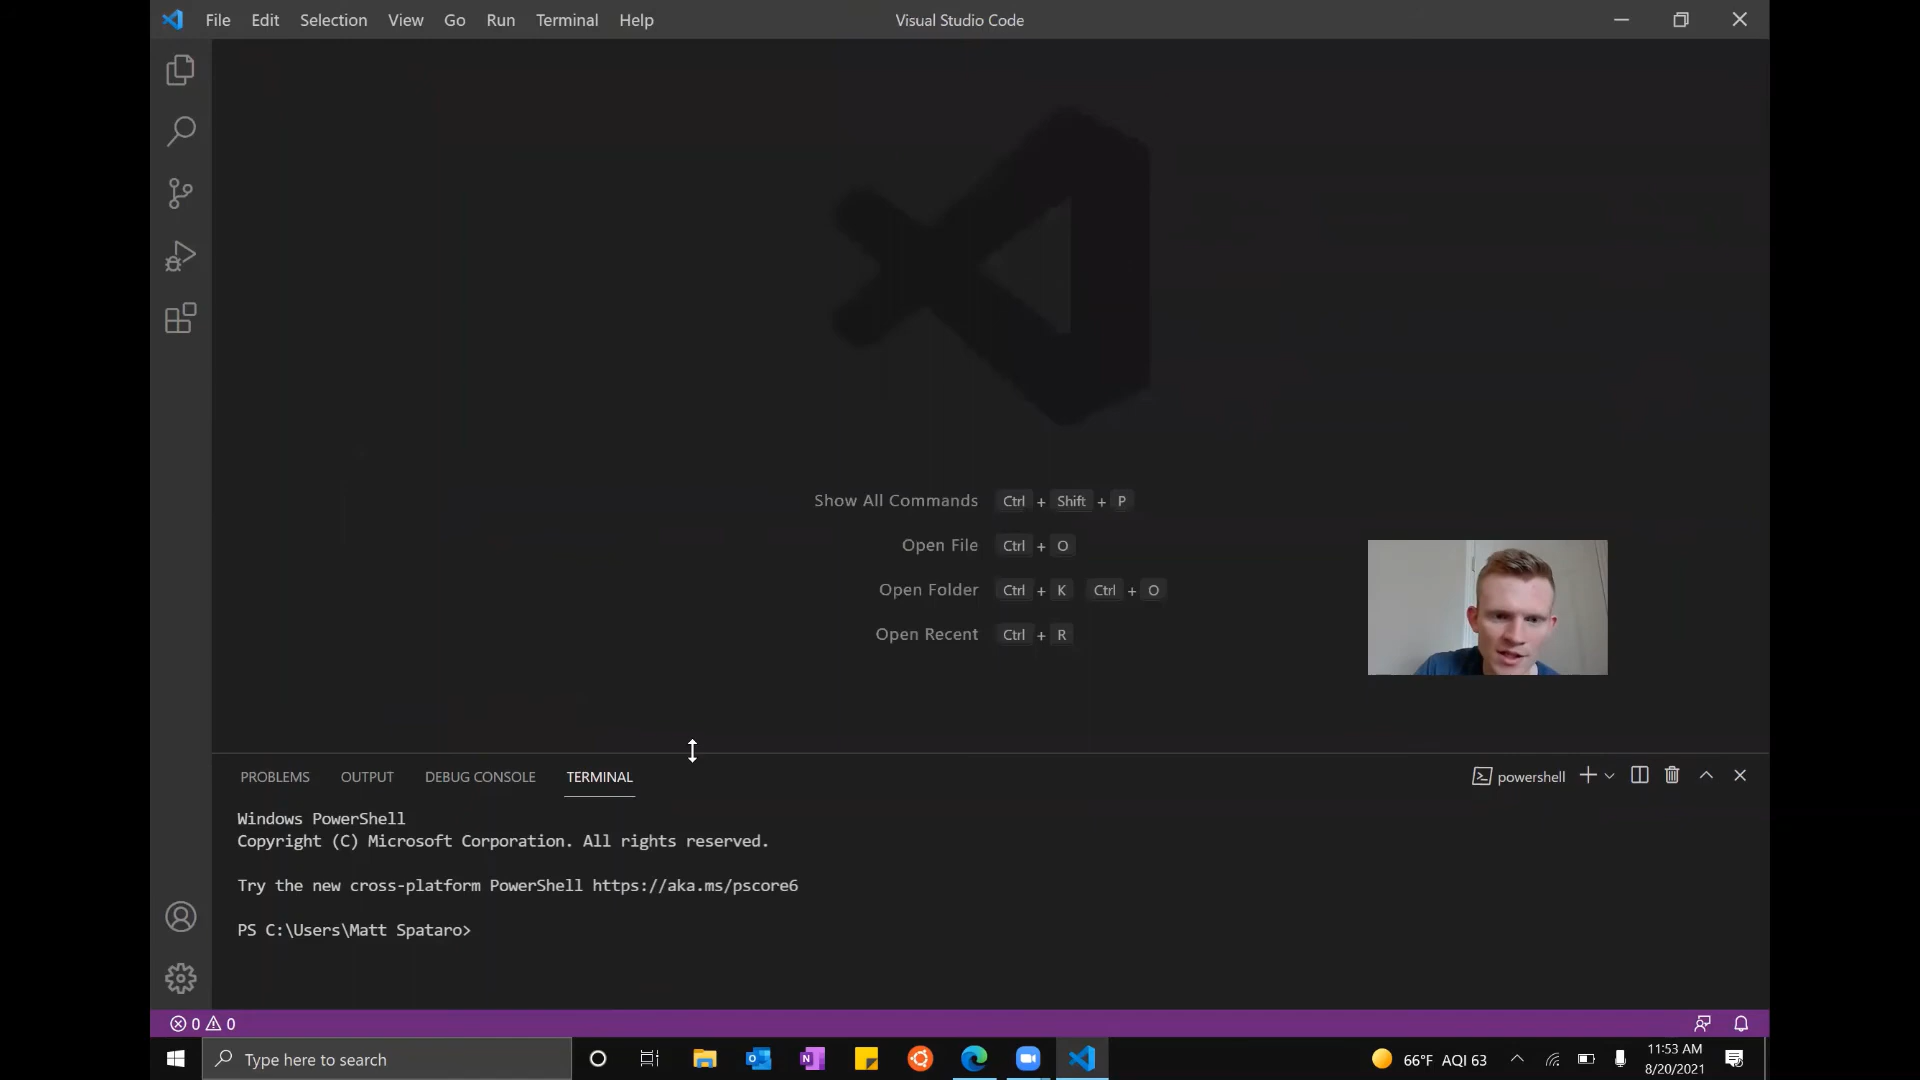 File Edit Selection View Go Run Terminal Help
Visual Studio Code
Show All Commands Ctrl + Shift + P
Open File Ctrl + O
Open Folder Ctrl + K Ctrl + O
Open Recent Ctrl + R
PROBLEMS OUTPUT DEBUG CONSOLE TERMINAL
powershell
Windows PowerShell
Copyright (C) Microsoft Corporation. All rights reserved.
Try the new cross-platform PowerShell https://aka.ms/pscore6
PS C:\Users\Matt Spataro>
0 0
Type here to search
66°F AQI 63
11:53 AM
8/20/2021